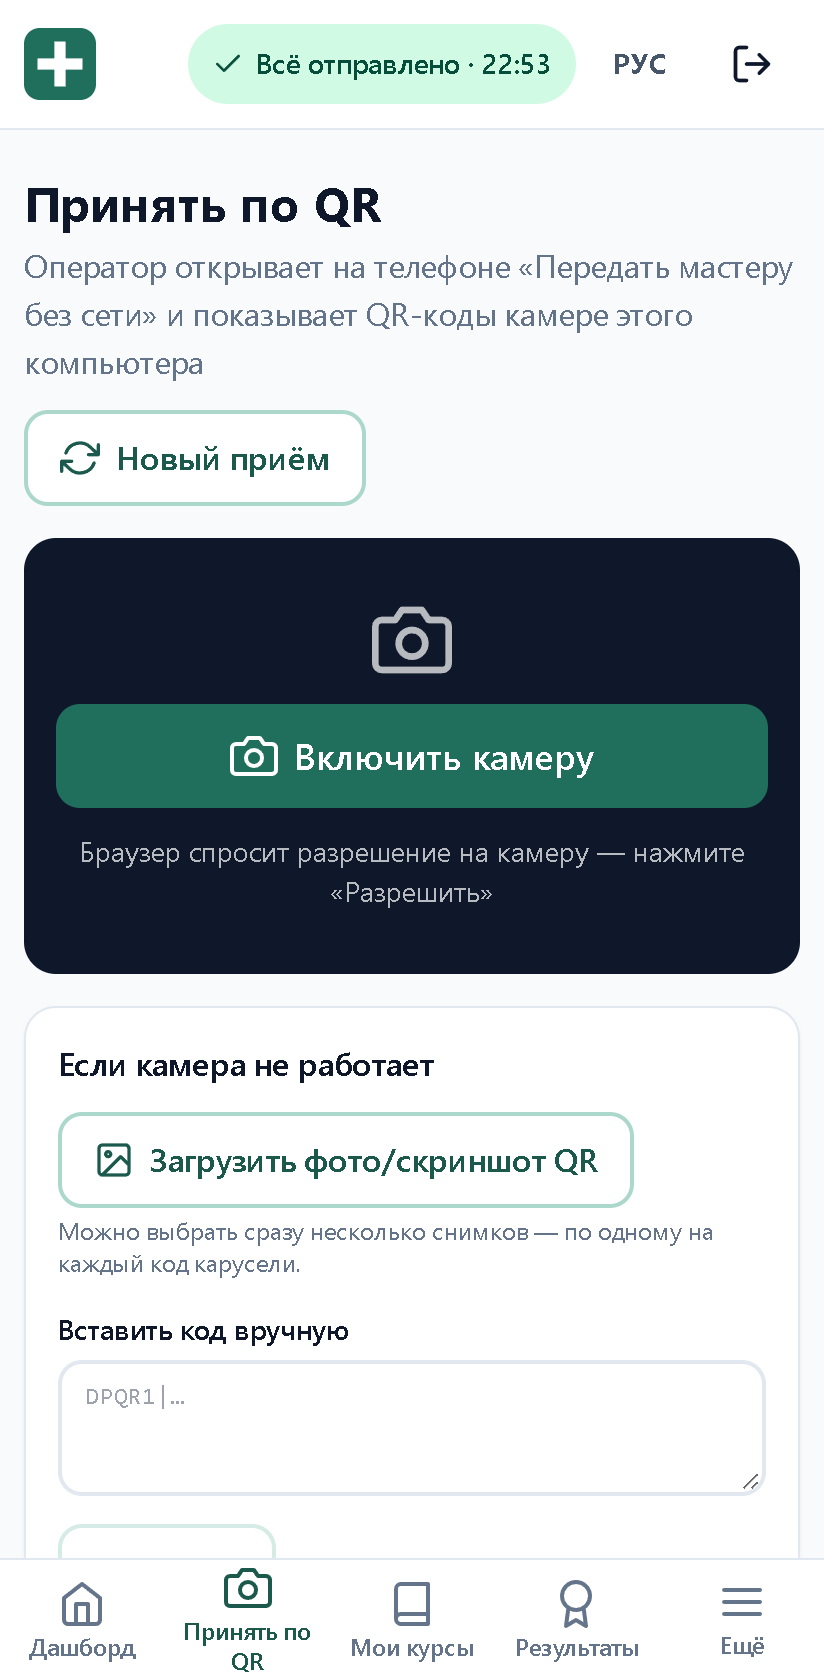 Всё отправлено · 22:53
РУС
Принять по QR
Оператор открывает на телефоне «Передать мастеру
без сети» и показывает QR-коды камере этого
компьютера
Новый приём
Включить камеру
Браузер спросит разрешение на камеру — нажмите
«Разрешить»
Если камера не работает
Загрузить фото/скриншот QR
Можно выбрать сразу несколько снимков — по одному на
каждый код карусели.
Вставить код вручную
DPQR1|…
Дашборд
Принять по
QR
Мои курсы
Результаты
Ещё